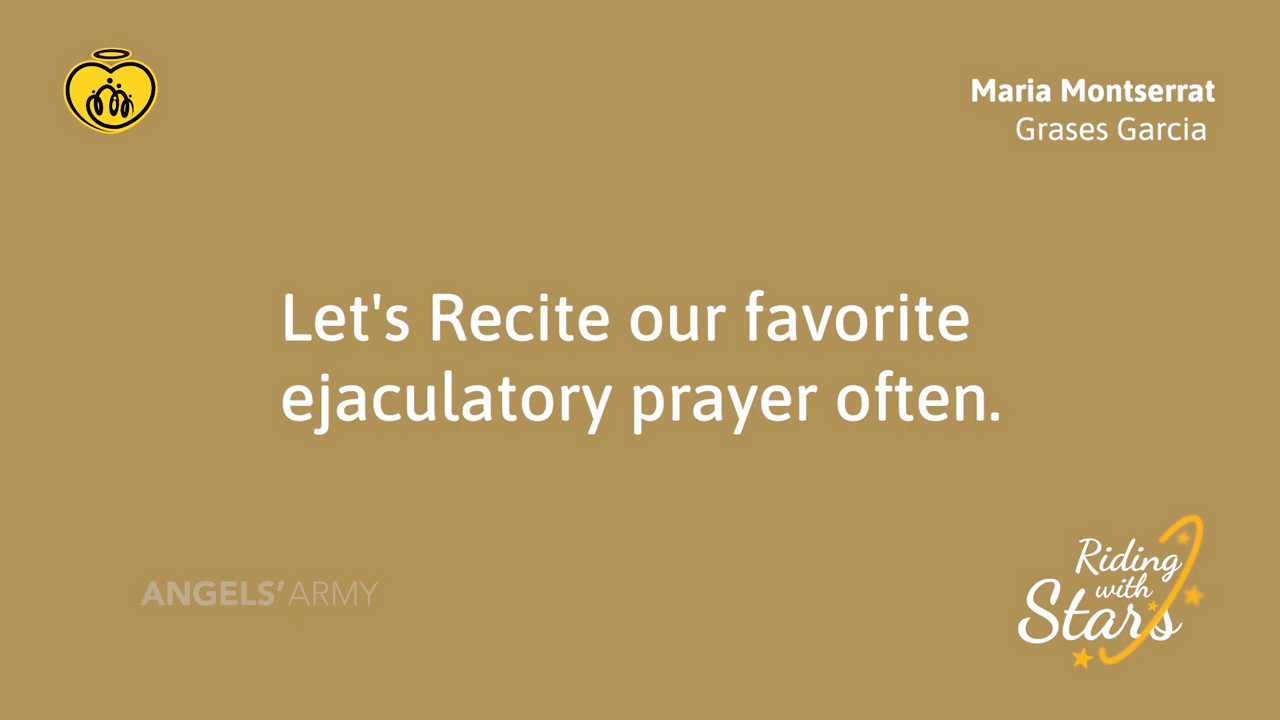 Maria Montserrat
Grases Garcia
Let's Recite our favorite
ejaculatory prayer often.
ANGELS' ARMY
Riding
with
Stars